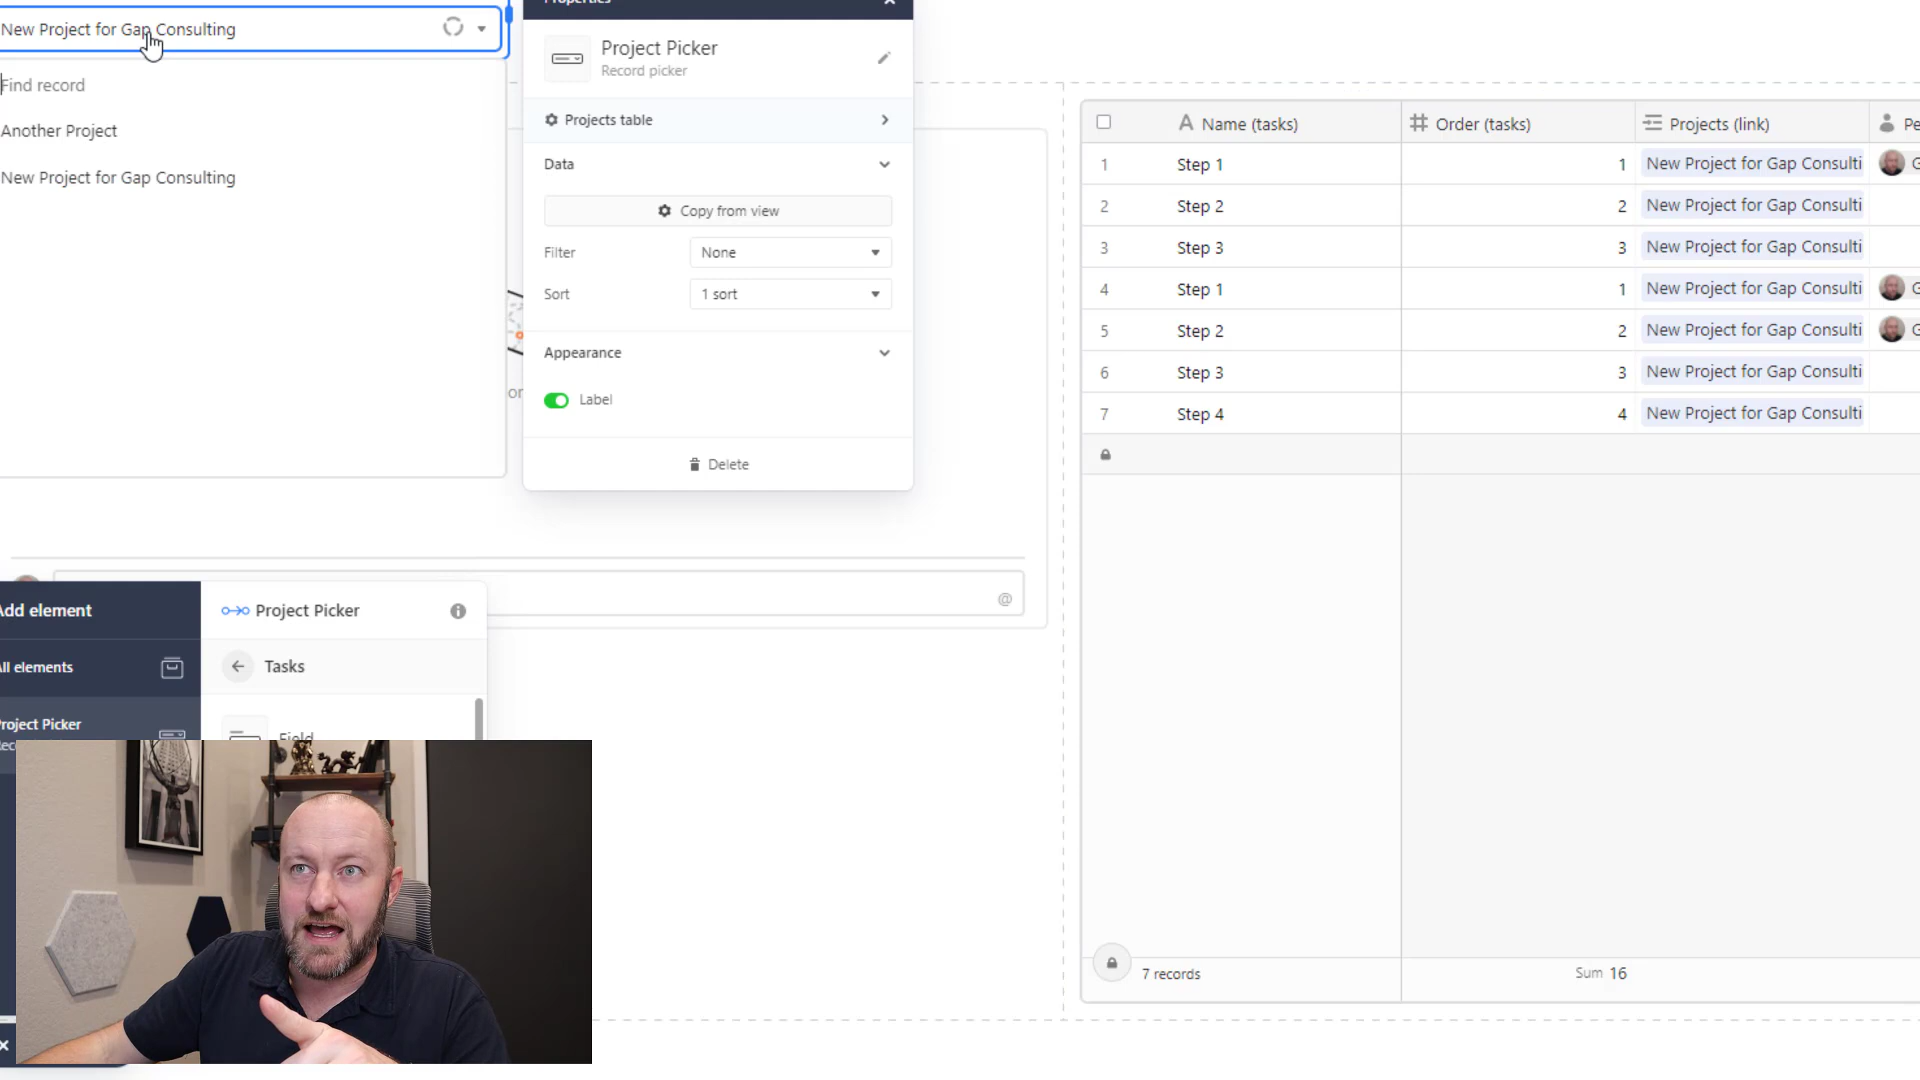 New Project for Gap Consulting
Find record
Another Project
New Project for Gap Consulting
Properties
Project Picker
Record picker
Projects table
Data
Copy from view
Filter
None
Sort
1 sort
Appearance
Label
Delete
Name (tasks)
Order (tasks)
Projects (link)
1 Step 1 1 New Project for Gap Consulti
2 Step 2 2 New Project for Gap Consulti
3 Step 3 3 New Project for Gap Consulti
4 Step 1 1 New Project for Gap Consulti
5 Step 2 2 New Project for Gap Consulti
6 Step 3 3 New Project for Gap Consulti
7 Step 4 4 New Project for Gap Consulti
7 records
Sum 16
@
Add element
All elements
Project Picker
Project Picker
Tasks
Field